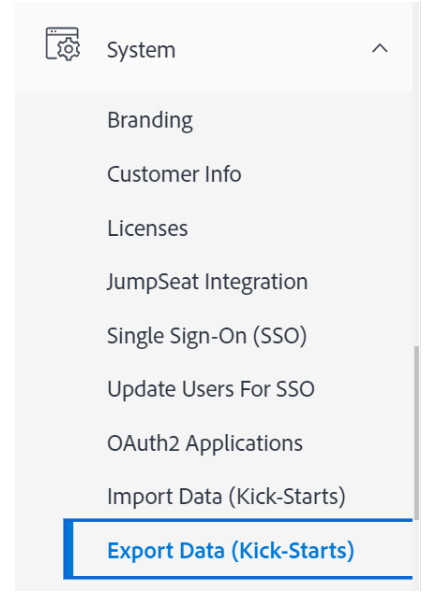 System
Branding
Customer Info
Licenses
JumpSeat Integration
Single Sign-On (SSO)
Update Users For SSO
OAuth2 Applications
Import Data (Kick-Starts)
Export Data (Kick-Starts)